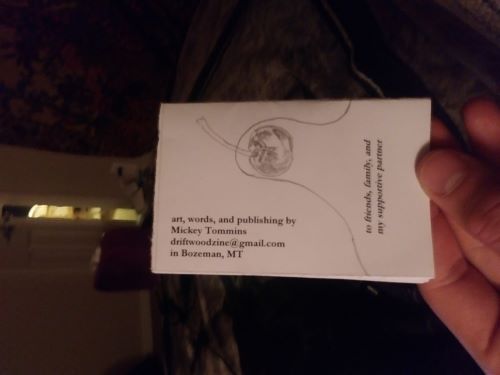 art, words, and publishing by
Mickey Tommins
driftwoodzine@gmail.com
in Bozeman, MT
to friends, family, and
my supportive partner